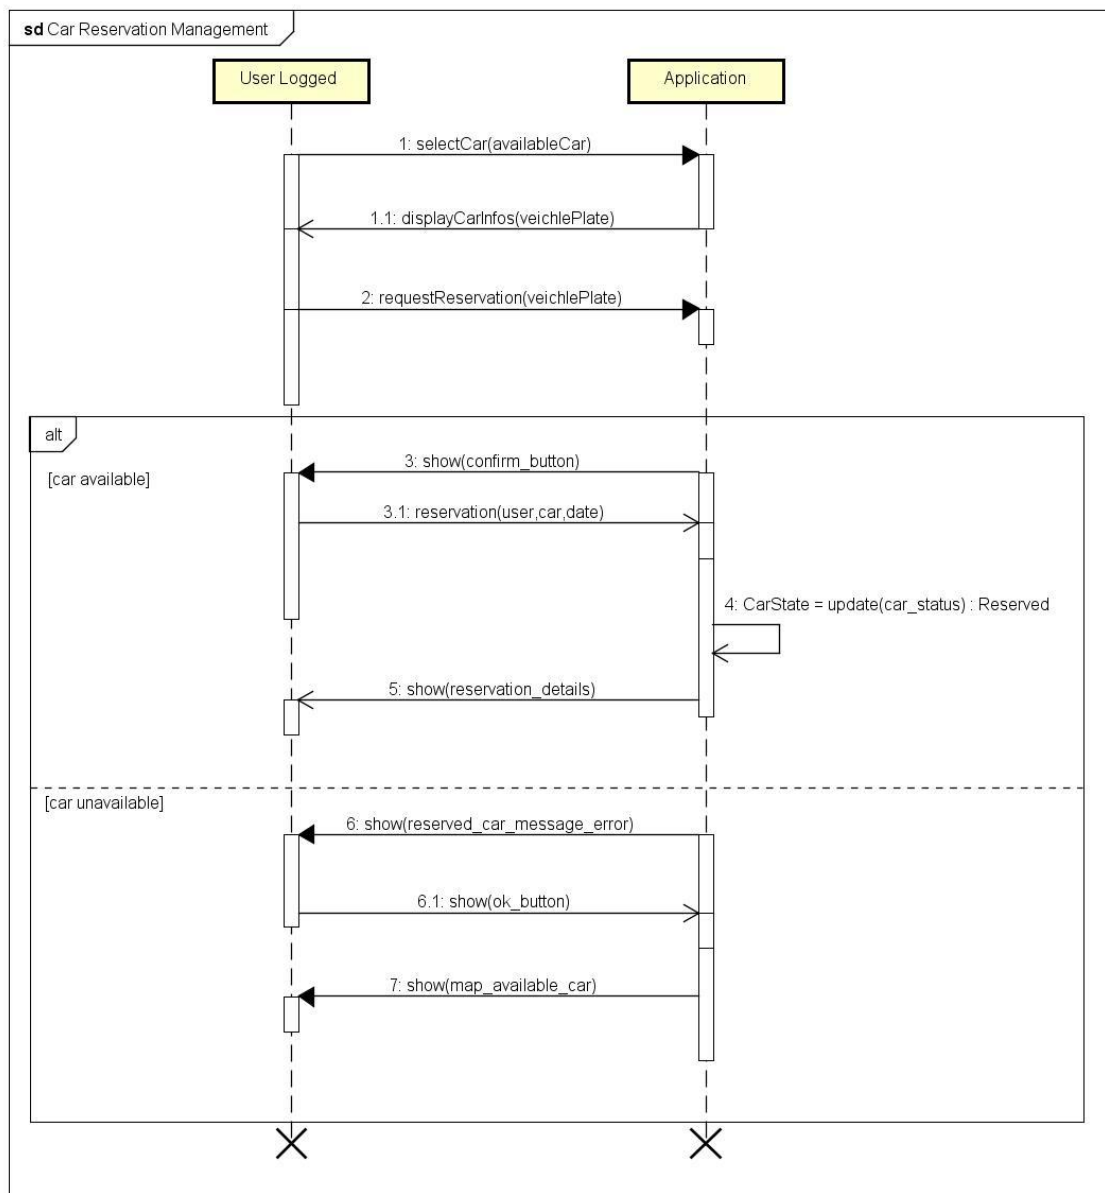 sd Car Reservation Management
User Logged
Application
1: selectCar(availableCar)
1.1: displayCarInfos(veichlePlate)
2: requestReservation(veichlePlate)
alt
[car available]
3: show(confirm_button)
3.1: reservation(user,car,date)
4: CarState = update(car_status) : Reserved
5: show(reservation_details)
[car unavailable]
6: show(reserved_car_message_error)
6.1: show(ok_button)
7: show(map_available_car)